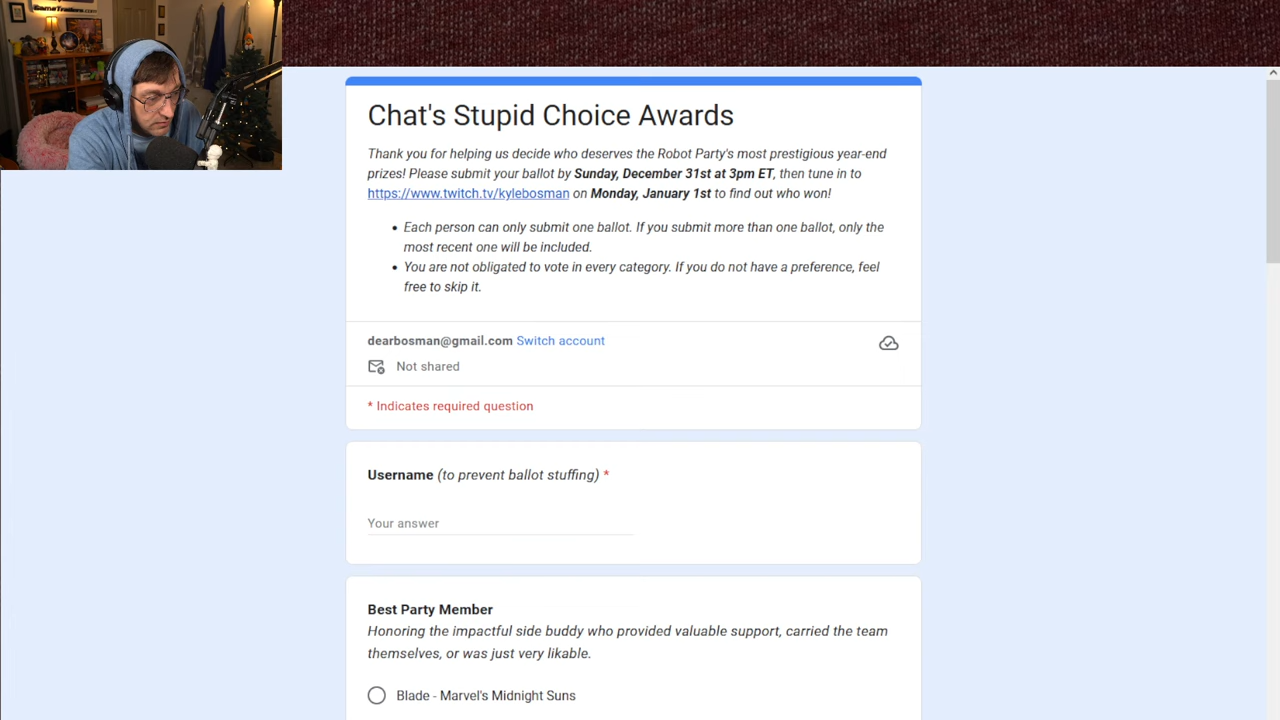 GameTrailers.com
Chat's Stupid Choice Awards
Thank you for helping us decide who deserves the Robot Party's most prestigious year-end
prizes! Please submit your ballot by Sunday, December 31st at 3pm ET, then tune in to
https://www.twitch.tv/kylebosman on Monday, January 1st to find out who won!
• Each person can only submit one ballot. If you submit more than one ballot, only the
most recent one will be included.
• You are not obligated to vote in every category. If you do not have a preference, feel
free to skip it.
dearbosman@gmail.com Switch account
Not shared
* Indicates required question
Username (to prevent ballot stuffing) *
Your answer
Best Party Member
Honoring the impactful side buddy who provided valuable support, carried the team
themselves, or was just very likable.
Blade - Marvel's Midnight Suns